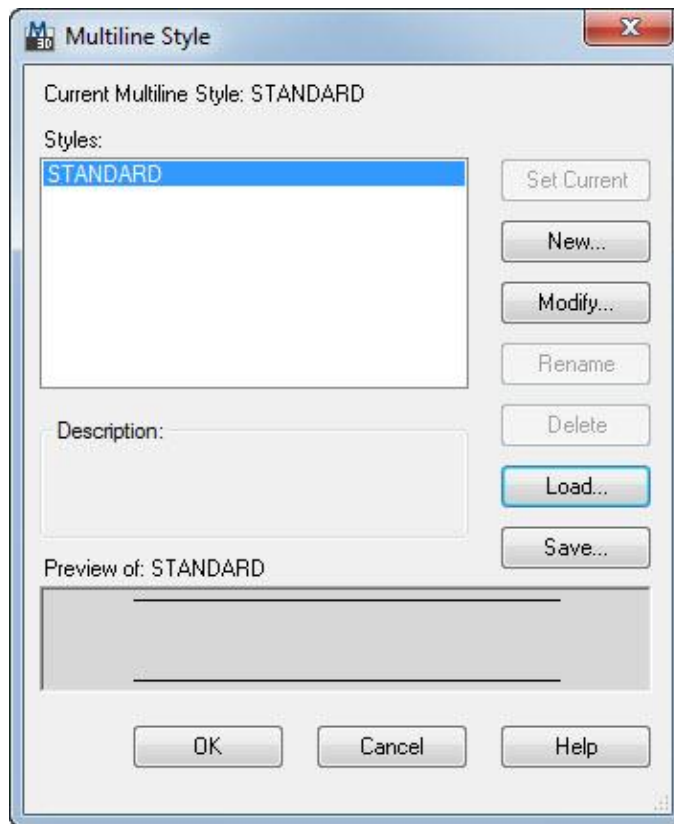 Multiline Style
Current Multiline Style: STANDARD
Styles:
STANDARD
Set Current
New...
Modify...
Rename
Delete
Load...
Save...
Description:
Preview of: STANDARD
OK
Cancel
Help